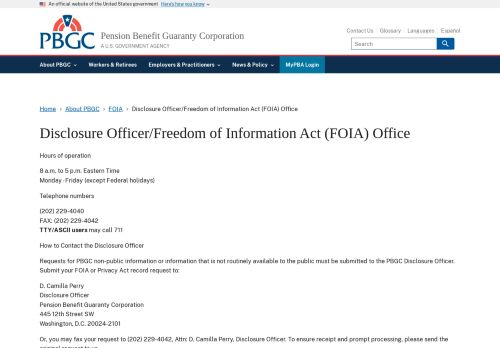 An official website of the United States government Here's how you know
PBGC
Pension Benefit Guaranty Corporation
A U.S. GOVERNMENT AGENCY
Contact Us Glossary Languages Español
Search
About PBGC Workers & Retirees Employers & Practitioners News & Policy MyPBA Login
Home › About PBGC › FOIA › Disclosure Officer/Freedom of Information Act (FOIA) Office
Disclosure Officer/Freedom of Information Act (FOIA) Office
Hours of operation
8 a.m. to 5 p.m. Eastern Time
Monday - Friday (except Federal holidays)
Telephone numbers
(202) 229-4040
FAX: (202) 229-4042
TTY/ASCII users may call 711
How to Contact the Disclosure Officer
Requests for PBGC non-public information or information that is not routinely available to the public must be submitted to the PBGC Disclosure Officer.
Submit your FOIA or Privacy Act record request to:
D. Camilla Perry
Disclosure Officer
Pension Benefit Guaranty Corporation
445 12th Street SW
Washington, D.C. 20024-2101
Or, you may fax your request to (202) 229-4042, Attn: D. Camilla Perry, Disclosure Officer. To ensure receipt and prompt processing, please send the